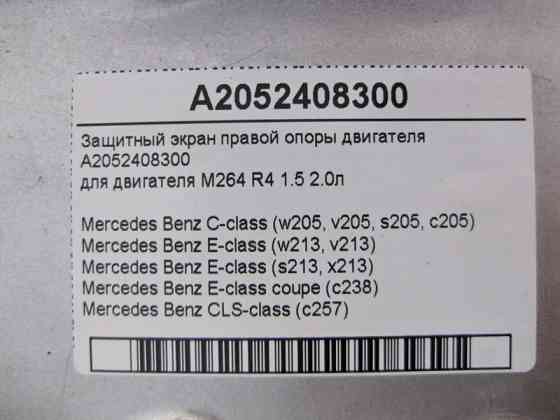 A2052408300
Защитный экран правой опоры двигателя
A2052408300
для двигателя M264 R4 1.5 2.0л
Mercedes Benz C-class (w205, v205, s205, c205)
Mercedes Benz E-class (w213, v213)
Mercedes Benz E-class (s213, x213)
Mercedes Benz E-class coupe (c238)
Mercedes Benz CLS-class (c257)